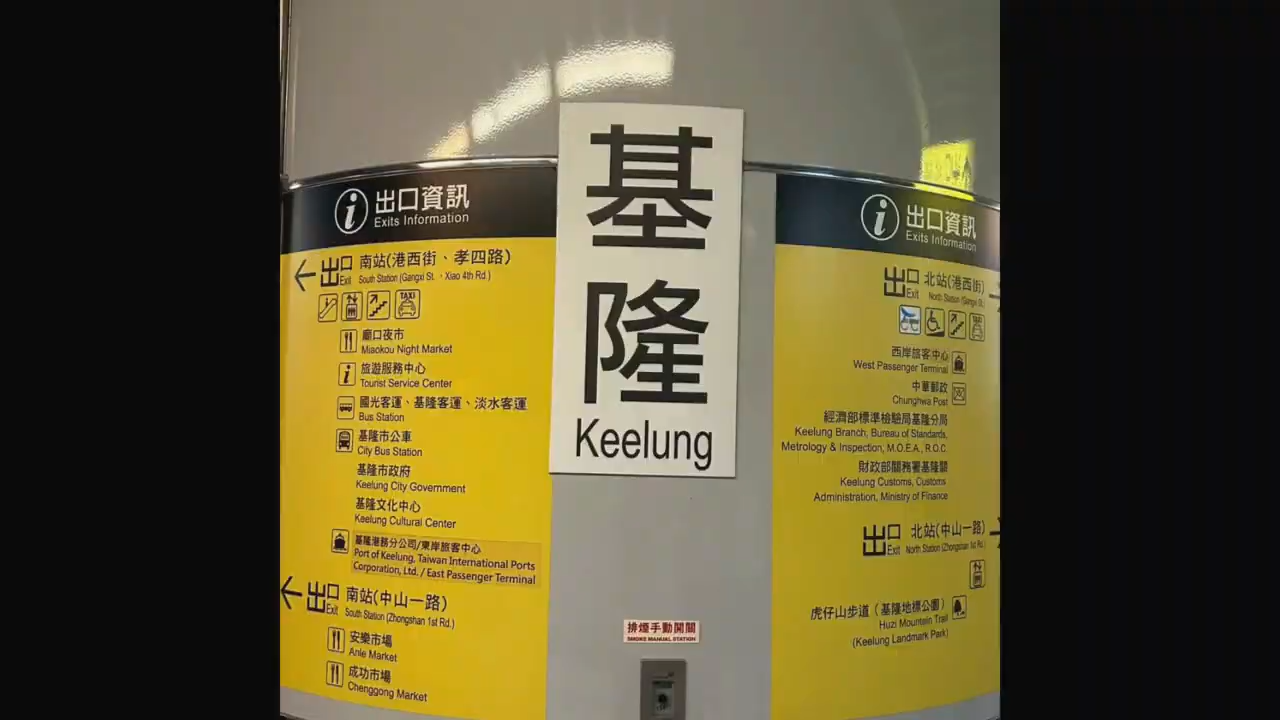 出口資訊
Exits Information
出口 南站(港西街、孝四路)
Exit South Station (Gangxi St.、Xiao 4th Rd.)
TAXI
廟口夜市
Miaokou Night Market
旅遊服務中心
Tourist Service Center
國光客運、基隆客運、淡水客運
Bus Station
基隆市公車
City Bus Station
基隆市政府
Keelung City Government
基隆文化中心
Keelung Cultural Center
基隆港務分公司/東岸旅客中心
Port of Keelung, Taiwan International Ports
Corporation, Ltd. / East Passenger Terminal
出口 南站(中山一路)
Exit South Station (Zhongshan 1st Rd.)
安樂市場
Anle Market
成功市場
Chenggong Market
基
隆
Keelung
排煙手動開關
SMOKE MANUAL STATION
出口資訊
Exits Information
出口 北站(港西街)
Exit North Station (Gangxi St.)
西岸旅客中心
West Passenger Terminal
中華郵政
Chunghwa Post
經濟部標準檢驗局基隆分局
Keelung Branch, Bureau of Standards,
Metrology & Inspection, M.O.E.A., R.O.C.
財政部關務署基隆關
Keelung Customs, Customs
Administration, Ministry of Finance
出口 北站(中山一路)
Exit North Station (Zhongshan 1st Rd.)
虎仔山步道（基隆地標公園）
Huzi Mountain Trail
(Keelung Landmark Park)